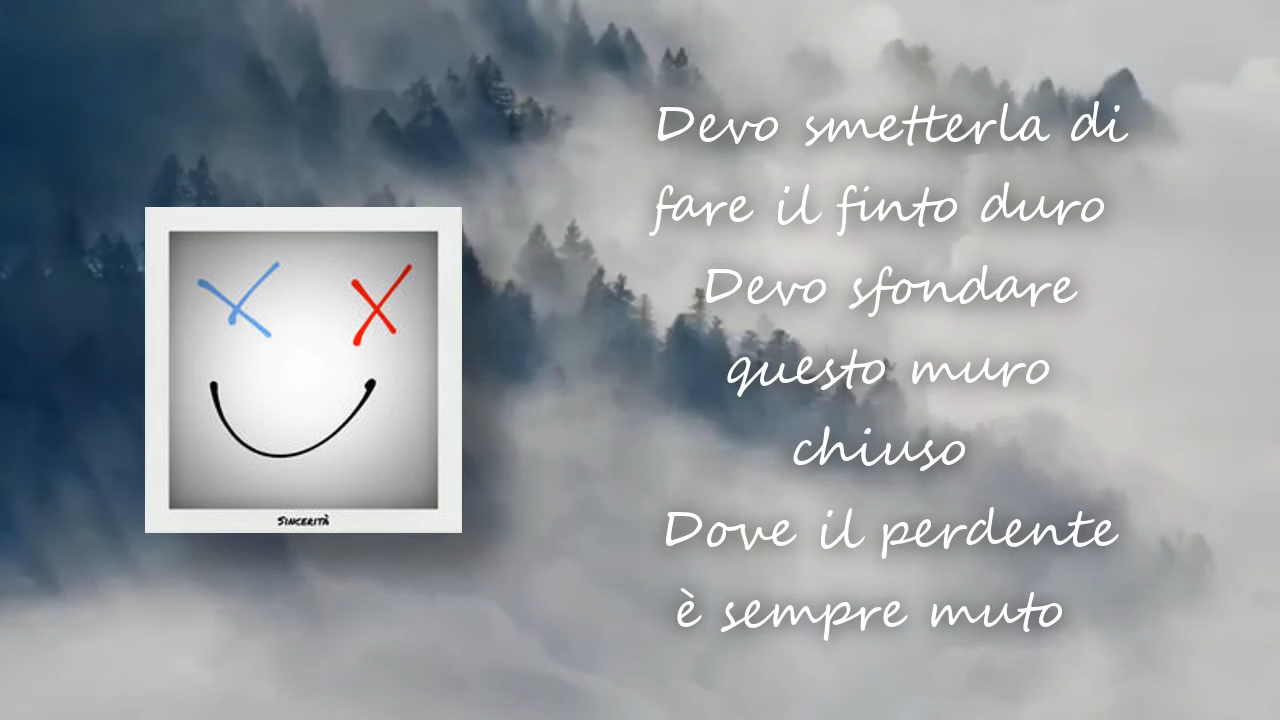 Devo smetterla di
fare il finto duro
Devo sfondare
questo muro
chiuso
Dove il perdente
è sempre muto
SINCERITÀ